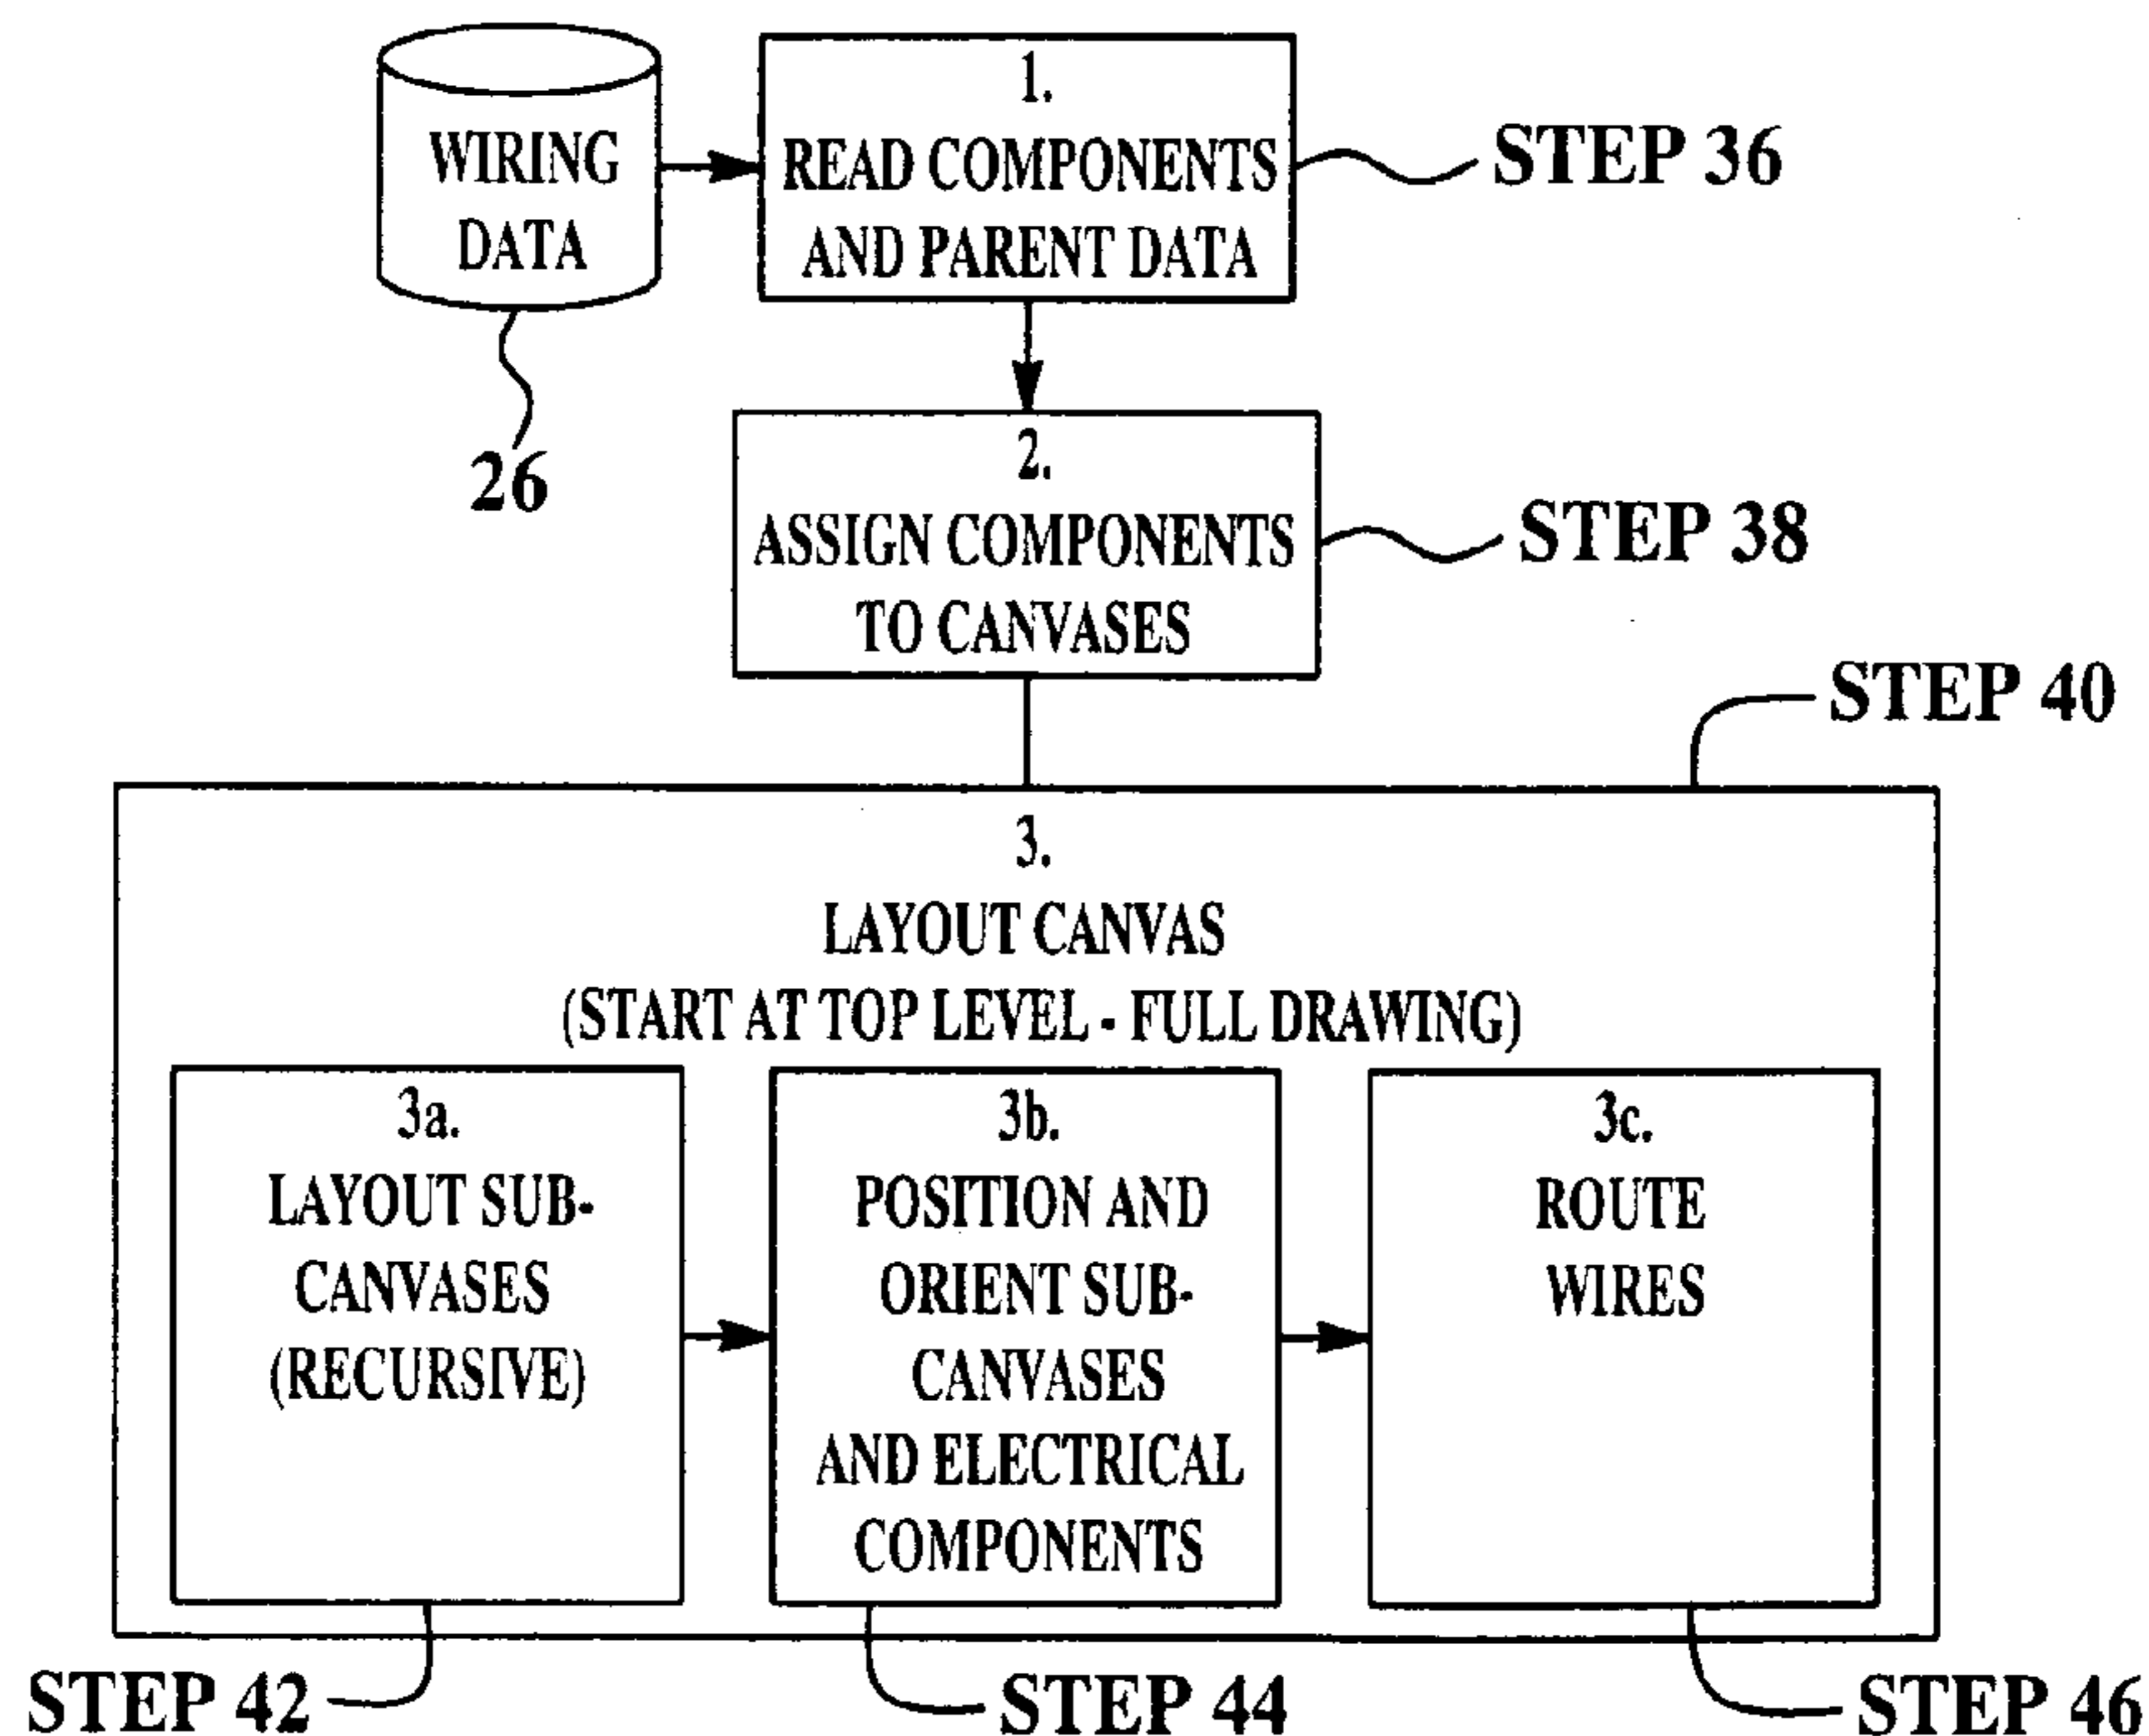 WIRING
DATA
26
1.
READ COMPONENTS
AND PARENT DATA
STEP 36
2.
ASSIGN COMPONENTS
TO CANVASES
STEP 38
STEP 40
3.
LAYOUT CANVAS
(START AT TOP LEVEL - FULL DRAWING)
3a.
LAYOUT SUB-
CANVASES
(RECURSIVE)
3b.
POSITION AND
ORIENT SUB-
CANVASES
AND ELECTRICAL
COMPONENTS
3c.
ROUTE
WIRES
STEP 42
STEP 44
STEP 46